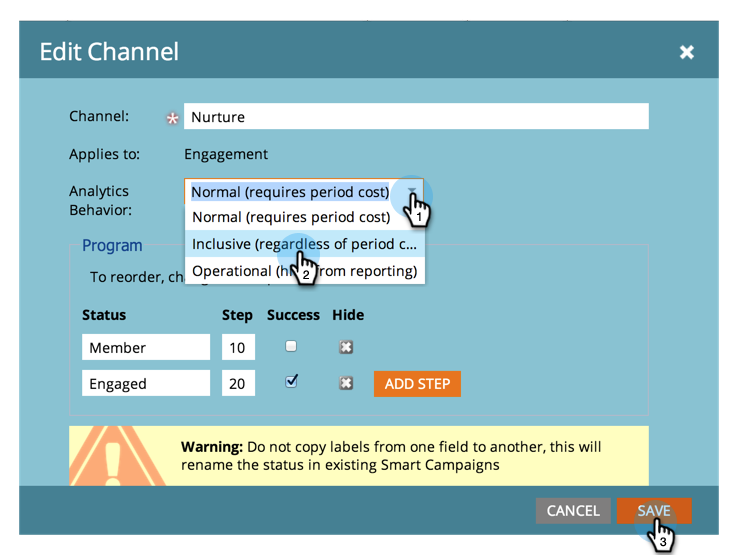 Edit Channel
Channel:
Nurture
Applies to: Engagement
Analytics
Behavior:
Normal (requires period cost)
1
Normal (requires period cost)
Inclusive (regardless of period c...
2
Operational (from reporting)
Program
To reorder,
Status Step Success Hide
Member 10
Engaged 20 ADD STEP
Warning: Do not copy labels from one field to another, this will
rename the status in existing Smart Campaigns
CANCEL SAVE
3